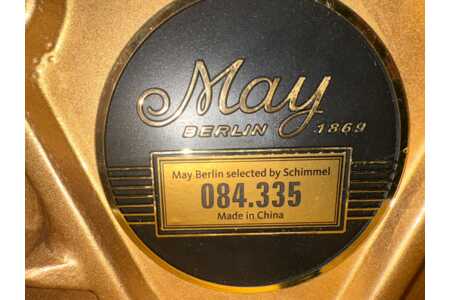 May
BERLIN 1869
May Berlin selected by Schimmel
084.335
Made in China